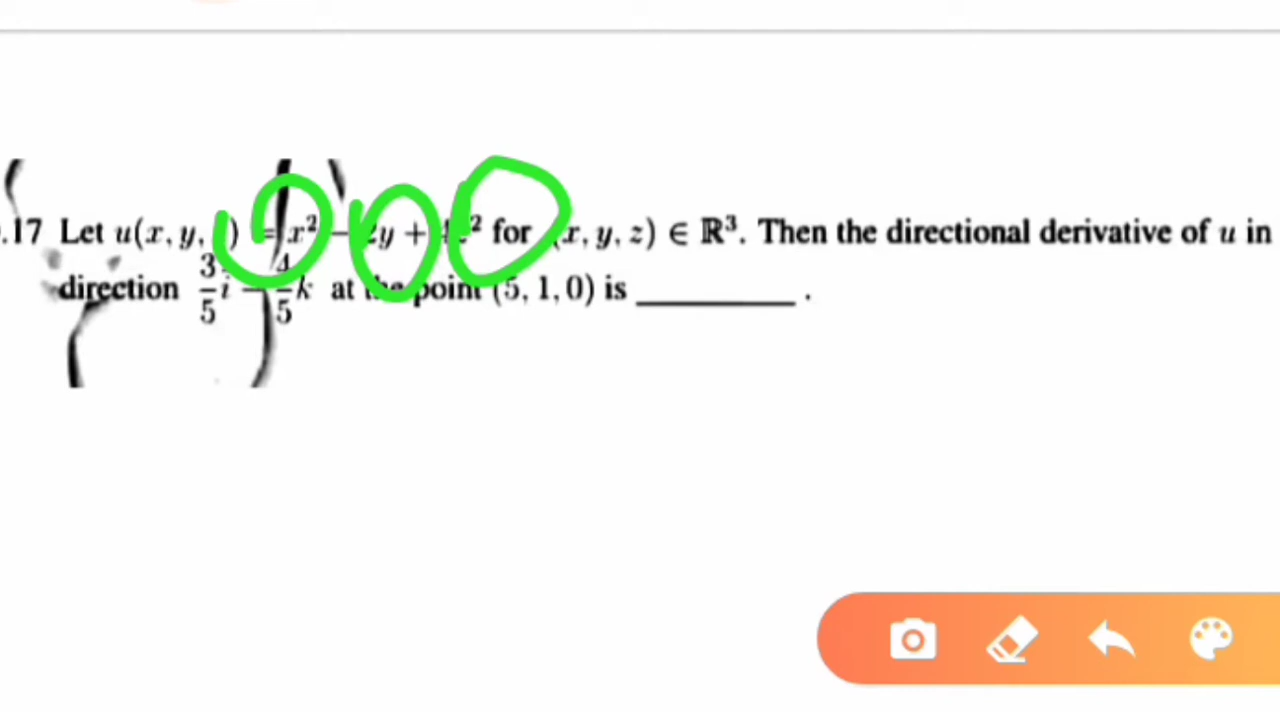 .17 Let u(x, y, ) = x² − y + ² for x, y, z) ∈ ℝ³. Then the directional derivative of u in
direction 3/5 i − 4/5 k at the point (5, 1, 0) is ________ .